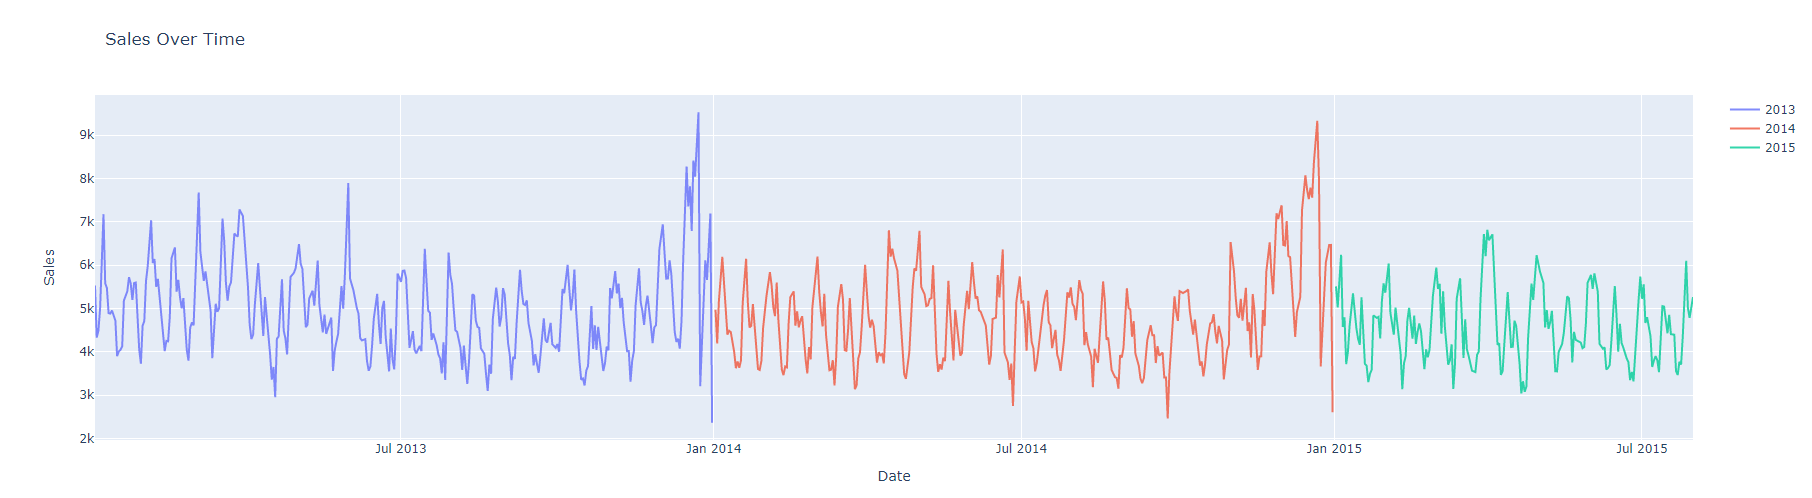 Sales Over Time
2013
2014
2015
9k
8k
7k
6k
5k
4k
3k
2k
Sales
Jul 2013
Jan 2014
Jul 2014
Jan 2015
Jul 2015
Date